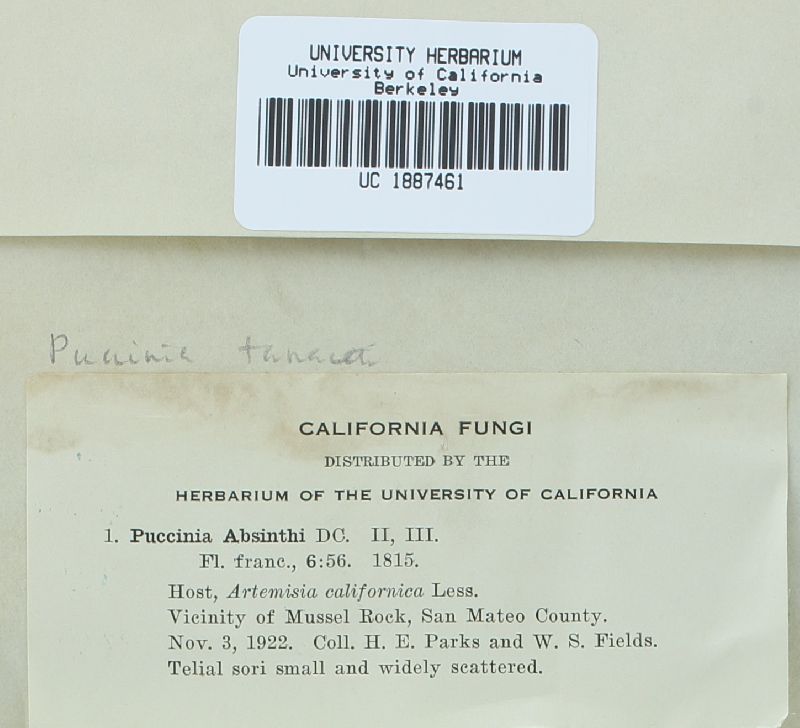 UNIVERSITY HERBARIUM
University of California
Berkeley
UC 1887461
Puccinia tanaceti
CALIFORNIA FUNGI
DISTRIBUTED BY THE
HERBARIUM OF THE UNIVERSITY OF CALIFORNIA
1. Puccinia Absinthi DC. II, III.
Fl. franc., 6:56. 1815.
Host, Artemisia californica Less.
Vicinity of Mussel Rock, San Mateo County.
Nov. 3, 1922. Coll. H. E. Parks and W. S. Fields.
Telial sori small and widely scattered.